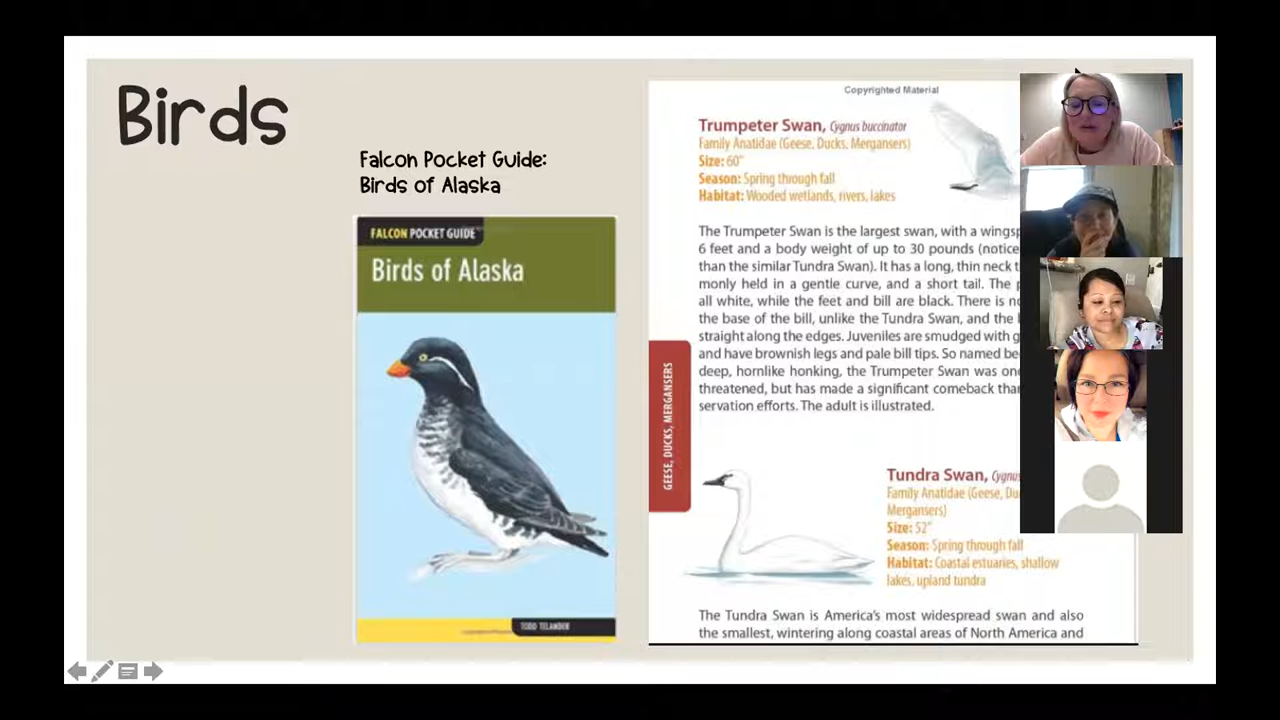 Birds
Falcon Pocket Guide:
Birds of Alaska
FALCON POCKET GUIDE
Birds of Alaska
TODD TELANDER
Copyrighted Material
Trumpeter Swan, Cygnus buccinator
Family Anatidae (Geese, Ducks, Mergansers)
Size: 60"
Season: Spring through fall
Habitat: Wooded wetlands, rivers, lakes
The Trumpeter Swan is the largest swan, with a wingsp
6 feet and a body weight of up to 30 pounds (notice
than the similar Tundra Swan). It has a long, thin neck t
monly held in a gentle curve, and a short tail. The p
all white, while the feet and bill are black. There is no
the base of the bill, unlike the Tundra Swan, and the
straight along the edges. Juveniles are smudged with g
and have brownish legs and pale bill tips. So named be
deep, hornlike honking, the Trumpeter Swan was onc
threatened, but has made a significant comeback than
servation efforts. The adult is illustrated.
GEESE, DUCKS, MERGANSERS
Tundra Swan, Cygnus
Family Anatidae (Geese, Du
Mergansers)
Size: 52"
Season: Spring through fall
Habitat: Coastal estuaries, shallow
lakes, upland tundra
The Tundra Swan is America's most widespread swan and also
the smallest, wintering along coastal areas of North America and